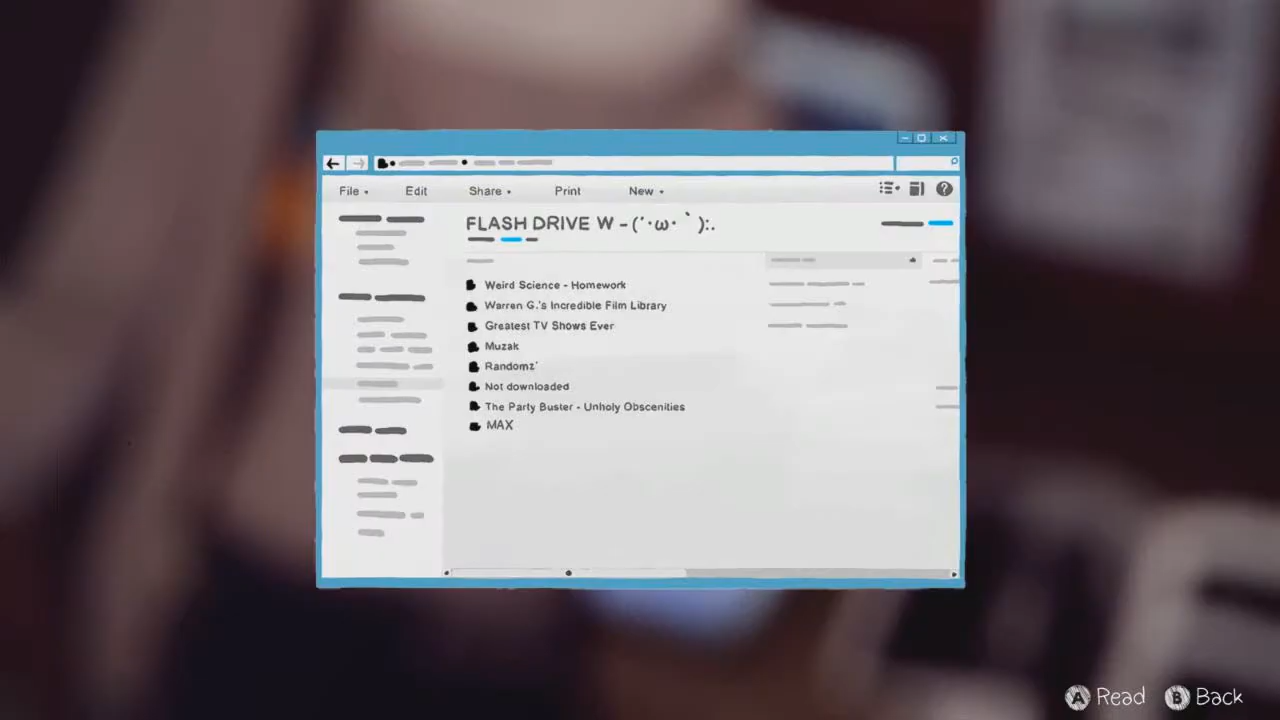 File Edit Share Print New
FLASH DRIVE W -(´･ω･`):.
Weird Science - Homework
Warren G.'s Incredible Film Library
Greatest TV Shows Ever
Muzak
Randomz'
Not downloaded
The Party Buster - Unholy Obscenities
MAX
A Read B Back